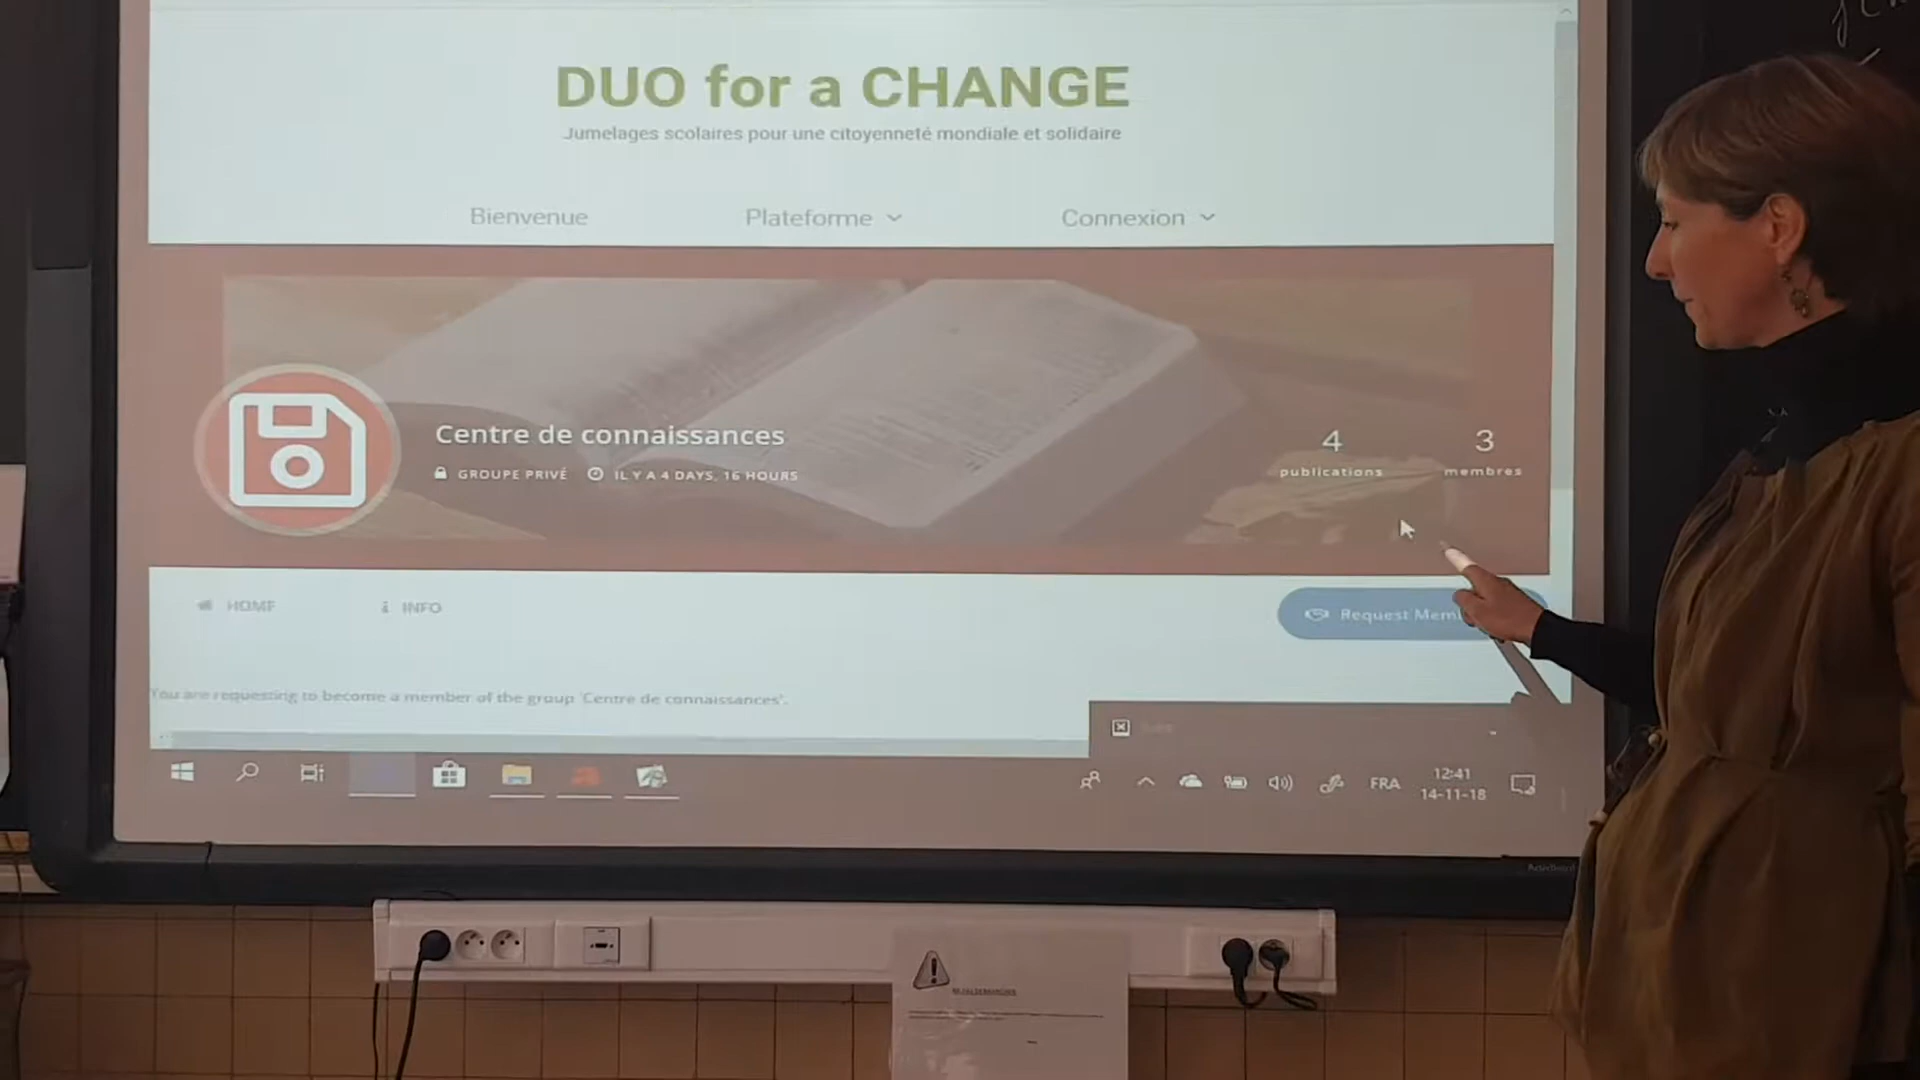 DUO for a CHANGE
Jumelages scolaires pour une citoyenneté mondiale et solidaire
Bienvenue Plateforme Connexion
Centre de connaissances
GROUPE PRIVÉ IL Y A 4 DAYS, 16 HOURS
4 publications
3 membres
HOME INFO
Request Mem
You are requesting to become a member of the group 'Centre de connaissances'.
FRA
12:41
14-11-18